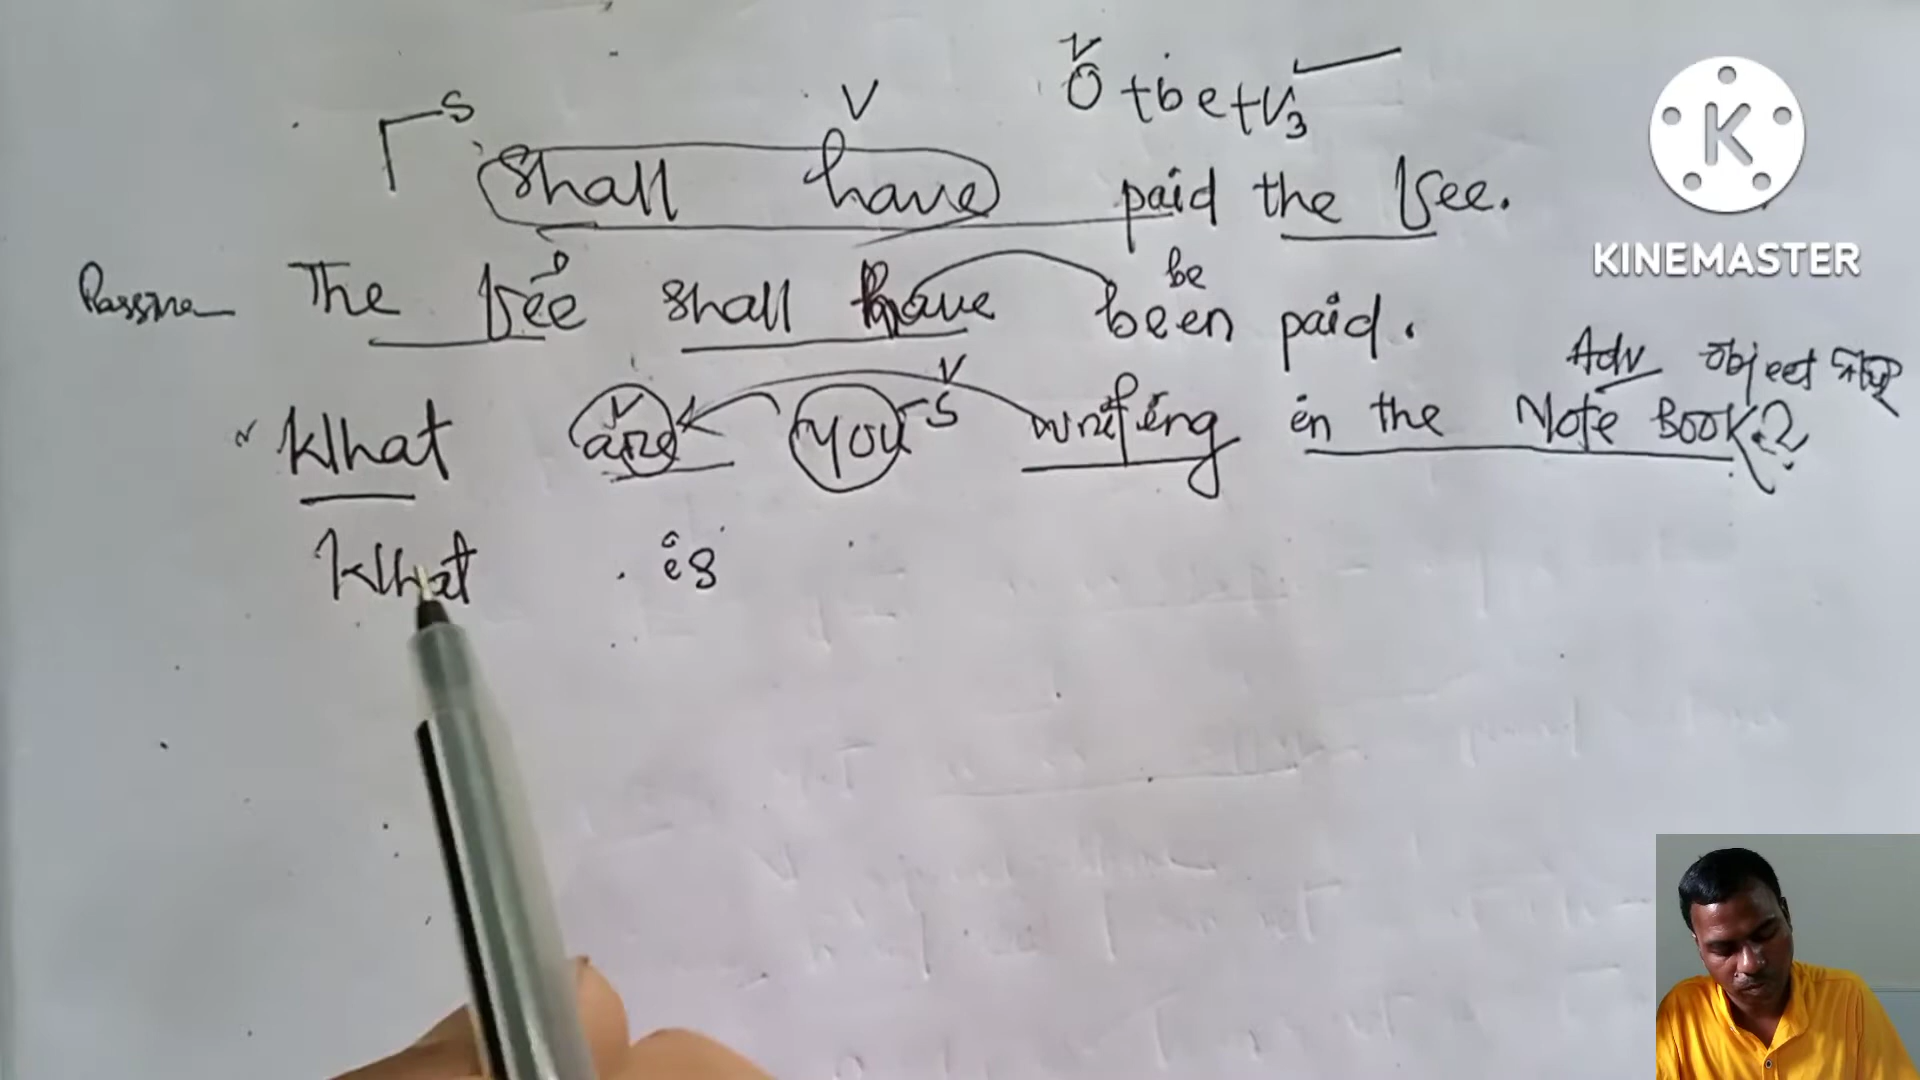 V
O + be + V3
S V
I shall have paid the fee.
KINEMASTER
be
Passive The fee shall have been paid.
Adv object নাই
V S V
What are you writing in the Note Book?
What is